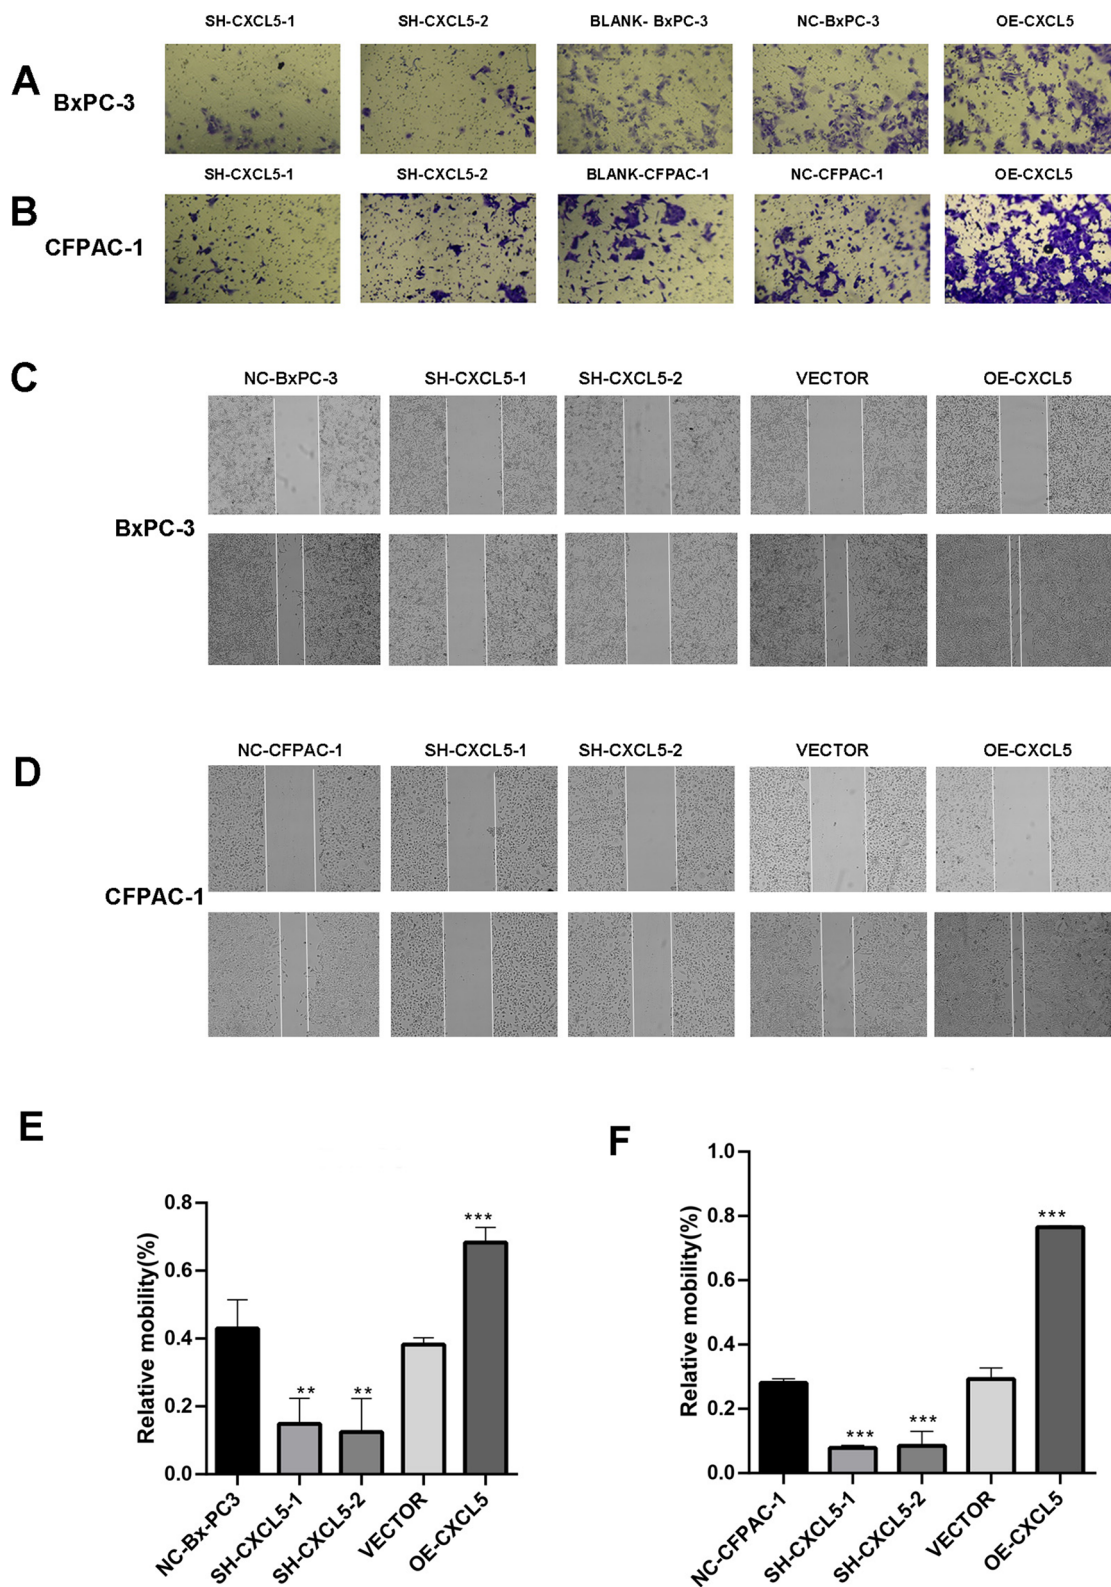 SH-CXCL5-1 SH-CXCL5-2 BLANK- BxPC-3 NC-BxPC-3 OE-CXCL5
A
BxPC-3
SH-CXCL5-1 SH-CXCL5-2 BLANK-CFPAC-1 NC-CFPAC-1 OE-CXCL5
B
CFPAC-1
C
NC-BxPC-3 SH-CXCL5-1 SH-CXCL5-2 VECTOR OE-CXCL5
BxPC-3
D
NC-CFPAC-1 SH-CXCL5-1 SH-CXCL5-2 VECTOR OE-CXCL5
CFPAC-1
E
Relative mobility(%)
0.8
0.6
0.4
0.2
0.0
** ** ***
NC-Bx-PC3 SH-CXCL5-1 SH-CXCL5-2 VECTOR OE-CXCL5
F
Relative mobility(%)
1.0
0.8
0.6
0.4
0.2
0.0
*** *** ***
NC-CFPAC-1 SH-CXCL5-1 SH-CXCL5-2 VECTOR OE-CXCL5